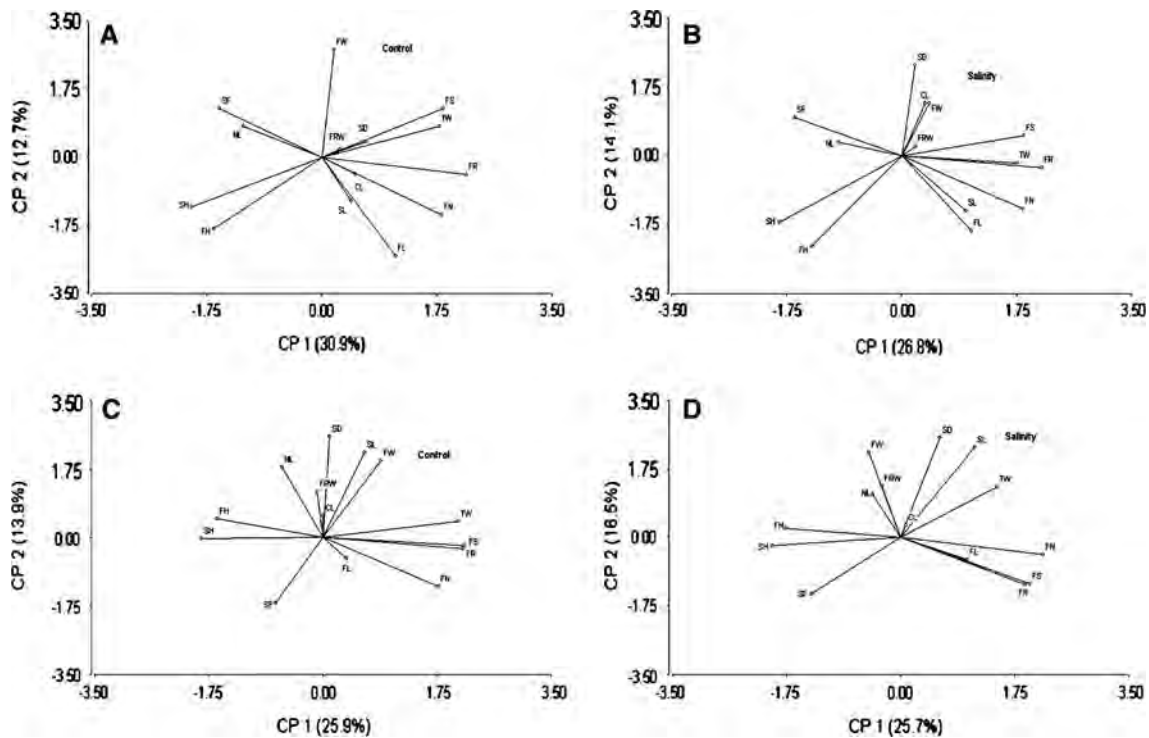 A
Control
3.50
1.75
0.00
-1.75
-3.50
CP 2 (12.7%)
FW
SF
NL
FS
TW
SD
FRW
FR
CL
SL
FN
FL
SH
FH
-3.50
-1.75
0.00
1.75
3.50
CP 1 (30.9%)
B
Salinity
3.50
1.75
0.00
-1.75
-3.50
CP 2 (14.1%)
SD
CL
FW
SF
NL
FRW
FS
TW
FR
SL
FN
FL
SH
FH
-3.50
-1.75
0.00
1.75
3.50
CP 1 (26.8%)
C
Control
3.50
1.75
0.00
-1.75
-3.50
SD
SL
FW
NL
FRW
CL
FH
SH
TW
FS
FR
FL
FN
SF
-3.50
-1.75
0.00
1.75
3.50
CP 1 (25.9%)
D
Salinity
3.50
1.75
0.00
-1.75
-3.50
CP 2 (16.5%)
SD
SL
FW
FRW
NL
TW
CL
FH
SH
FN
FL
FS
FR
SF
-3.50
-1.75
0.00
1.75
3.50
CP 1 (25.7%)